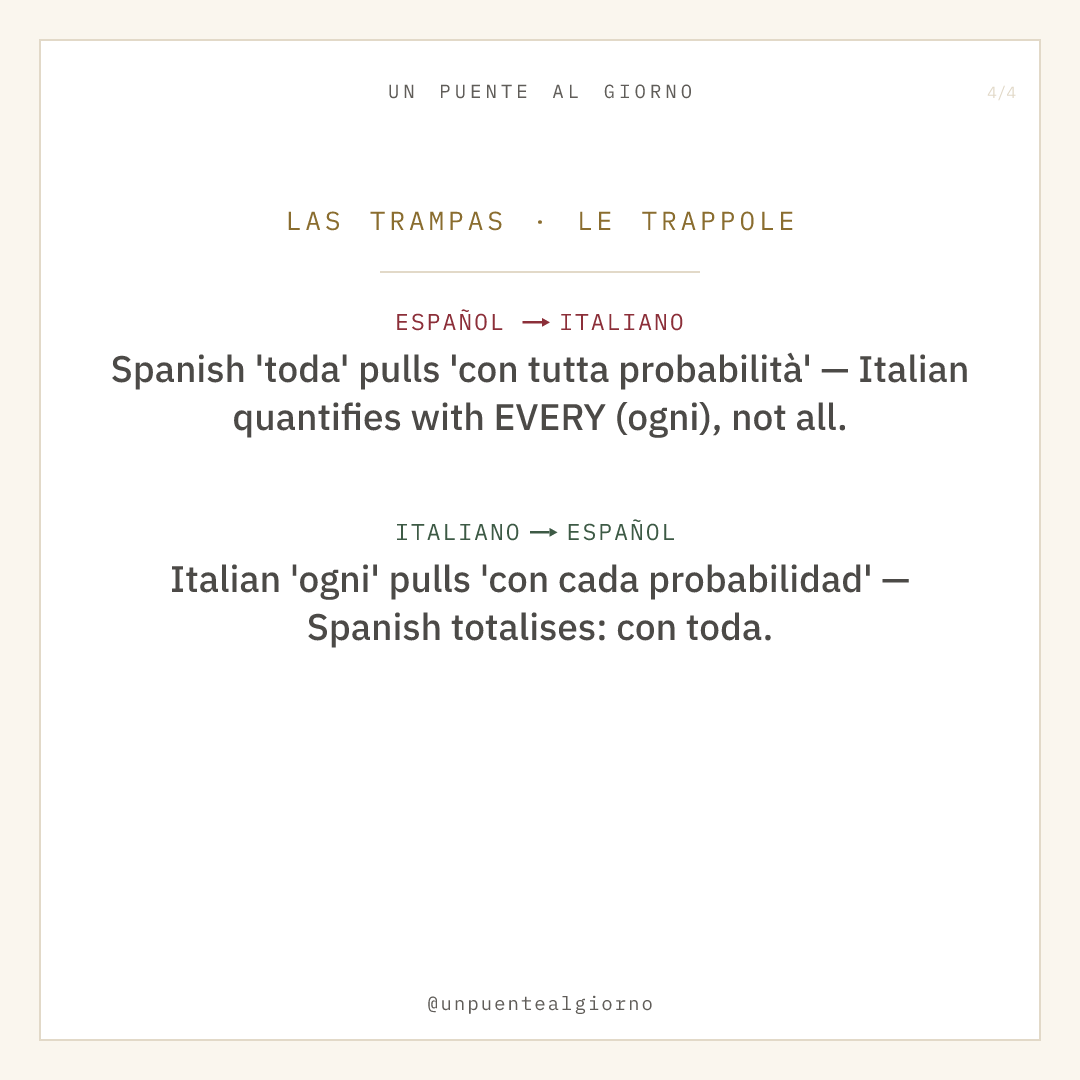 UN PUENTE AL GIORNO
4/4
LAS TRAMPAS · LE TRAPPOLE
ESPAÑOL → ITALIANO
Spanish 'toda' pulls 'con tutta probabilità' — Italian
quantifies with EVERY (ogni), not all.
ITALIANO → ESPAÑOL
Italian 'ogni' pulls 'con cada probabilidad' —
Spanish totalises: con toda.
@unpuentealgiorno